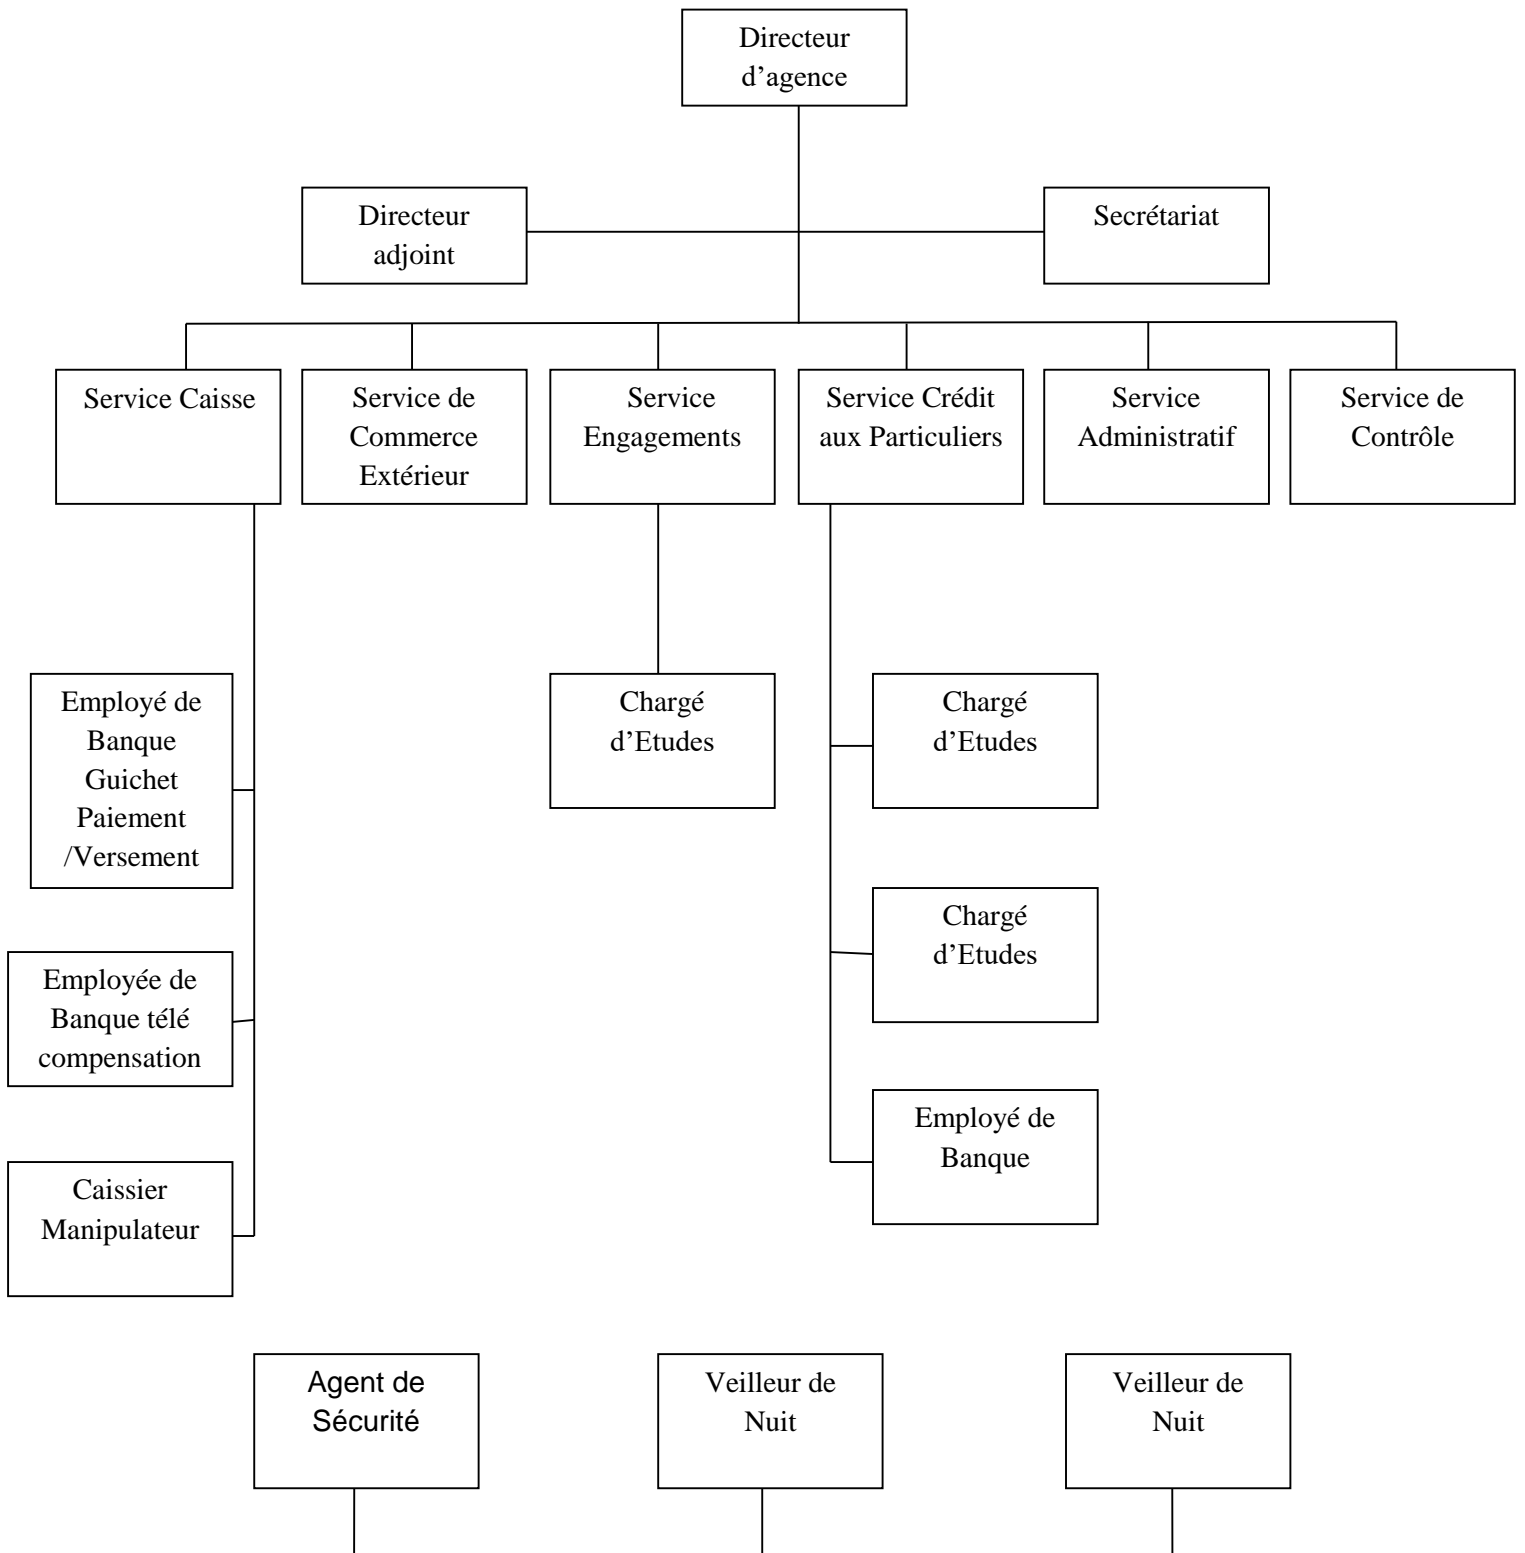 Directeur
d’agence
Directeur
adjoint
Secrétariat
Service Caisse
Service de
Commerce
Extérieur
Service
Engagements
Service Crédit
aux Particuliers
Service
Administratif
Service de
Contrôle
Employé de
Banque
Guichet
Paiement
/Versement
Chargé
d’Etudes
Chargé
d’Etudes
Employée de
Banque télé
compensation
Chargé
d’Etudes
Caissier
Manipulateur
Employé de
Banque
Agent de
Sécurité
Veilleur de
Nuit
Veilleur de
Nuit